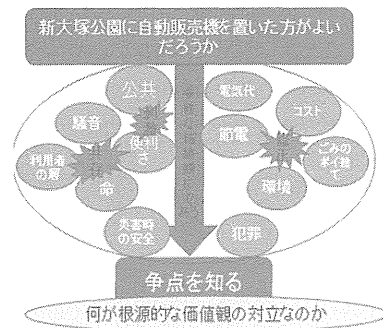 新大塚公園に自動販売機を置いた方がよい
だろうか
公共
騒音
便利
さ
利用者
の層
命
災害時
の安全
電気代
コスト
節電
ごみの
ポイ捨
て
環境
犯罪
争点を知る
何が根源的な価値観の対立なのか